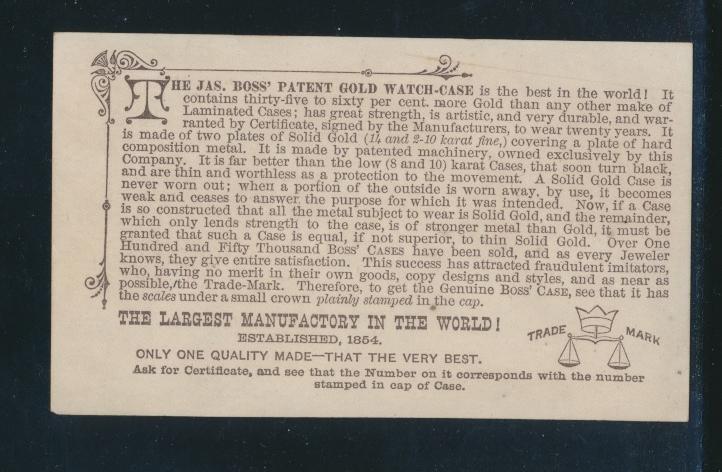 THE JAS. BOSS' PATENT GOLD WATCH-CASE is the best in the world! It
contains thirty-five to sixty per cent. more Gold than any other make of
Laminated Cases; has great strength, is artistic, and very durable, and war-
ranted by Certificate, signed by the Manufacturers, to wear twenty years. It
is made of two plates of Solid Gold (14 and 2-10 karat fine,) covering a plate of hard
composition metal. It is made by patented machinery, owned exclusively by this
Company. It is far better than the low (8 and 10) karat Cases, that soon turn black,
and are thin and worthless as a protection to the movement. A Solid Gold Case is
never worn out; when a portion of the outside is worn away, by use, it becomes
weak and ceases to answer the purpose for which it was intended. Now, if a Case
is so constructed that all the metal subject to wear is Solid Gold, and the remainder,
which only lends strength to the case, is of stronger metal than Gold, it must be
granted that such a Case is equal, if not superior, to thin Solid Gold. Over One
Hundred and Fifty Thousand BOSS' CASES have been sold, and as every Jeweler
knows, they give entire satisfaction. This success has attracted fraudulent imitators,
who, having no merit in their own goods, copy designs and styles, and as near as
possible, the Trade-Mark. Therefore, to get the Genuine BOSS' CASE, see that it has
the scales under a small crown plainly stamped in the cap.
THE LARGEST MANUFACTORY IN THE WORLD!
ESTABLISHED, 1854.
ONLY ONE QUALITY MADE—THAT THE VERY BEST.
Ask for Certificate, and see that the Number on it corresponds with the number
stamped in cap of Case.
TRADE MARK